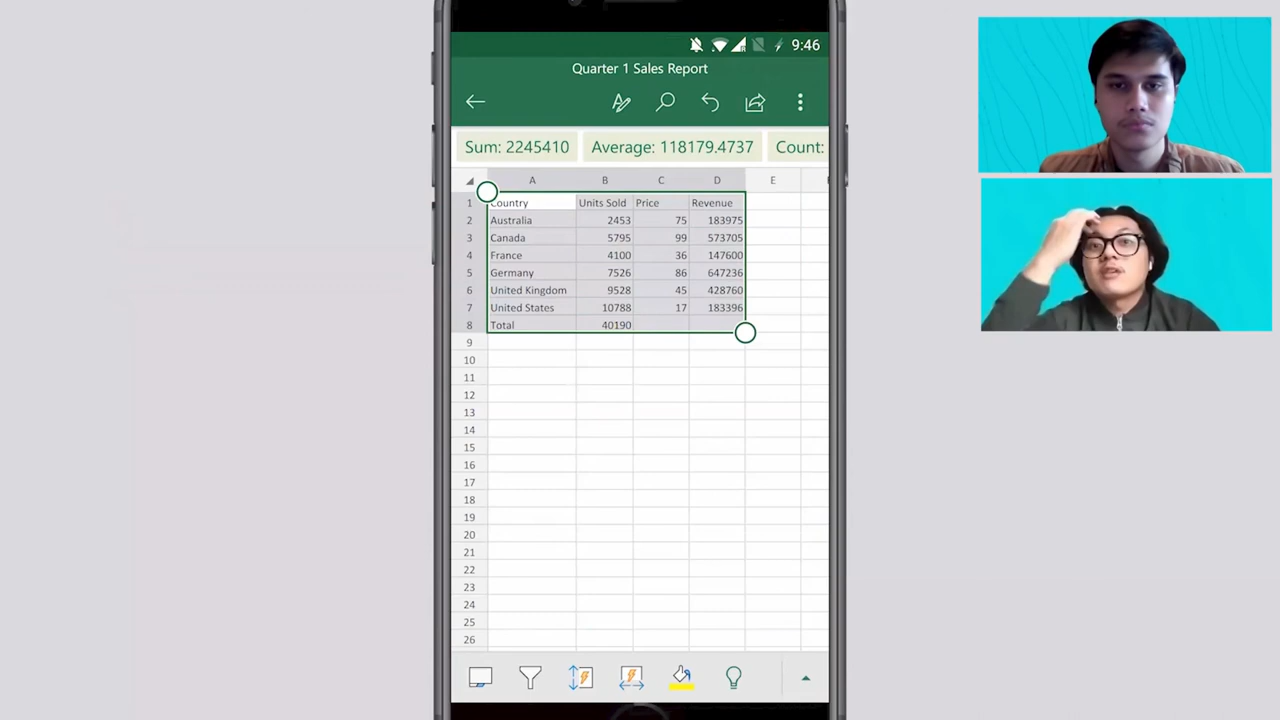 9:46
Quarter 1 Sales Report
Sum: 2245410 Average: 118179.4737 Count:
A B C D E
1 Country Units Sold Price Revenue
2 Australia 2453 75 183975
3 Canada 5795 99 573705
4 France 4100 36 147600
5 Germany 7526 86 647236
6 United Kingdom 9528 45 428760
7 United States 10788 17 183396
8 Total 40190
9
10
11
12
13
14
15
16
17
18
19
20
21
22
23
24
25
26